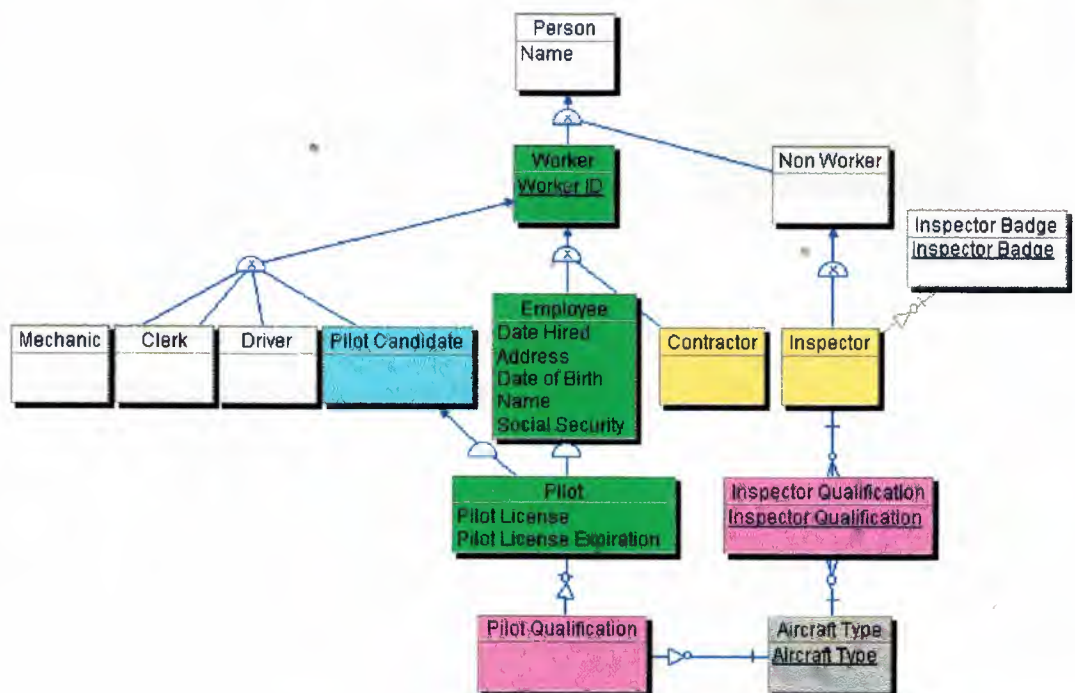 Person
Name
Worker
Worker ID
Non Worker
Inspector Badge
Inspector Badge
Mechanic
Clerk
Driver
Pilot Candidate
Employee
Date Hired
Address
Date of Birth
Name
Social Security
Contractor
Inspector
Pilot
Pilot License
Pilot License Expiration
Inspector Qualification
Inspector Qualification
Pilot Qualification
Aircraft Type
Aircraft Type